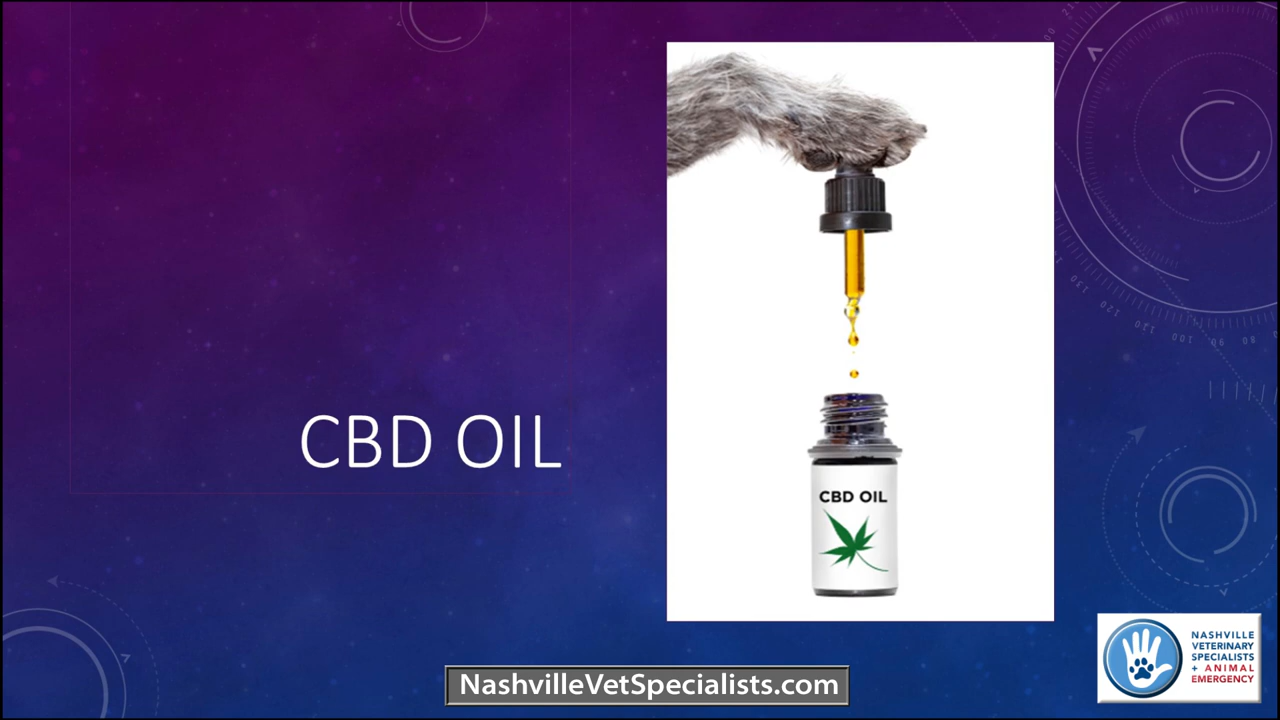 CBD OIL
CBD OIL
NashvilleVetSpecialists.com
NASHVILLE
VETERINARY
SPECIALISTS
+ ANIMAL
EMERGENCY